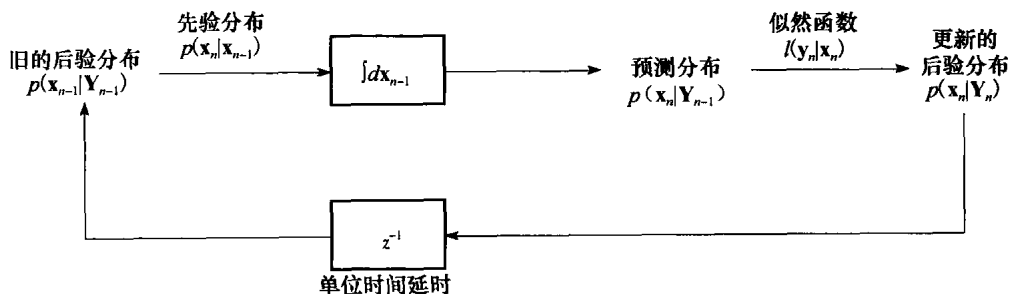 旧的后验分布
p(xₙ₋₁|Yₙ₋₁)
先验分布
p(xₙ|xₙ₋₁)
∫dxₙ₋₁
预测分布
p(xₙ|Yₙ₋₁)
似然函数
l(yₙ|xₙ)
更新的
后验分布
p(xₙ|Yₙ)
z⁻¹
单位时间延时